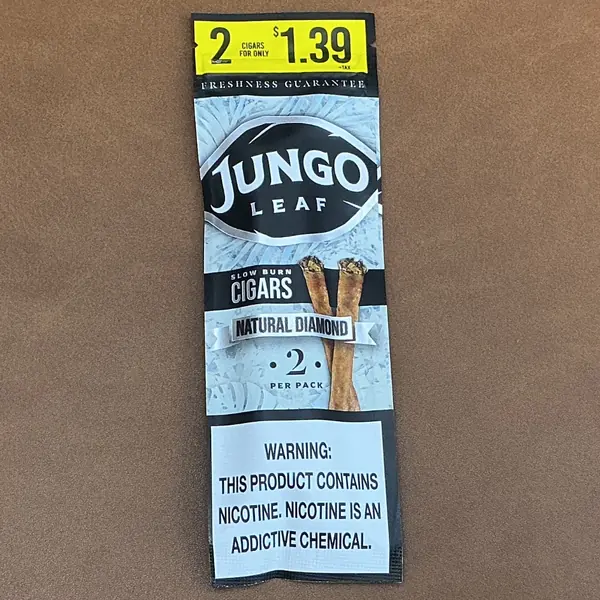 2 CIGARS FOR ONLY $1.39
+TAX
FRESHNESS GUARANTEE
JUNGO
LEAF
SLOW BURN
CIGARS
NATURAL DIAMOND
• 2 •
PER PACK
WARNING:
THIS PRODUCT CONTAINS
NICOTINE. NICOTINE IS AN
ADDICTIVE CHEMICAL.